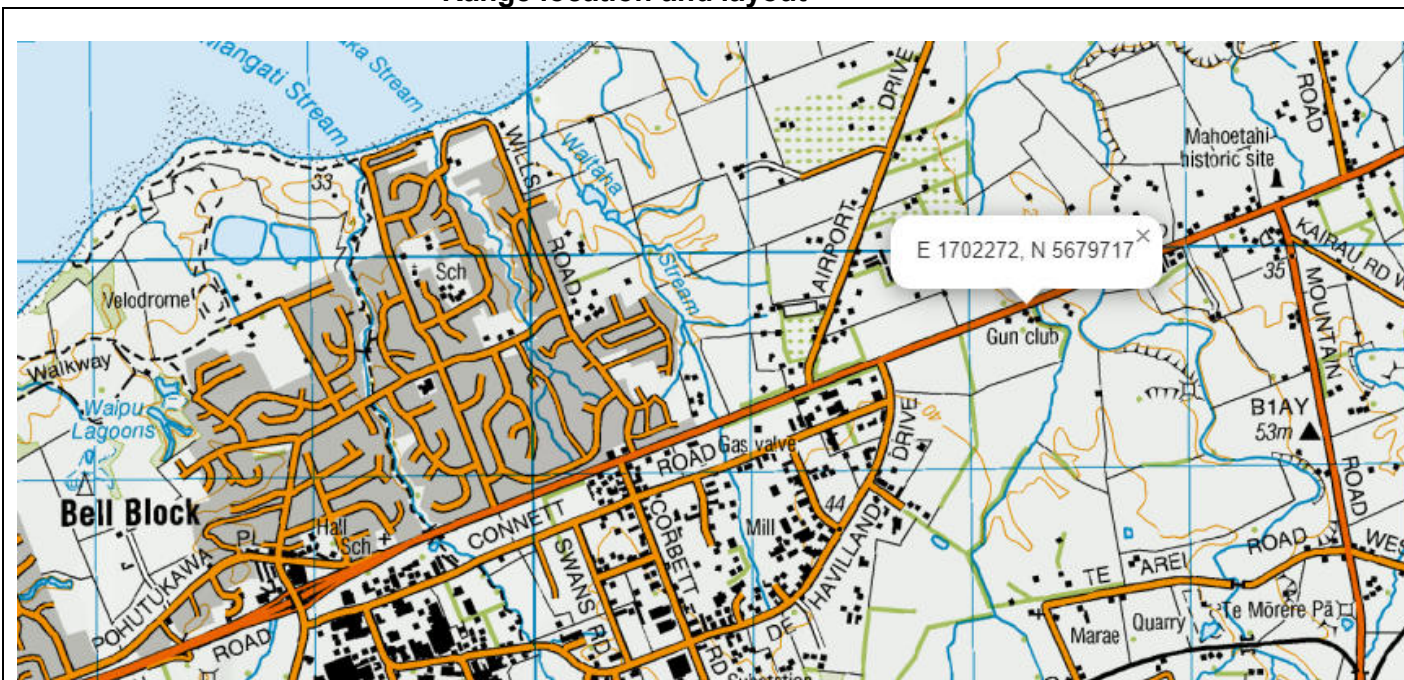 Range location and layout
Mangati Stream
aka Stream
WILLS
ROAD
Waitaha
Stream
DRIVE
AIRPORT
ROAD
Mahoetahi
historic site
E 1702272, N 5679717
×
33
Sch
Velodrome
Walkway
Waipu
Lagoons
Gun club
35
KAIRAU RD
MOUNTAIN
ROAD
B1AY
53m
40
Bell Block
Hall
Sch
POHUTUKAWA
PL
ROAD
CONNETT
ROAD
Gas valve
DRIVE
44
Mill
CORBETT
RD
SWANS
RD
DE
HAVILLAND
TE AREI
ROAD
WES
Marae
Quarry
Te Mōrere Pā
Substation